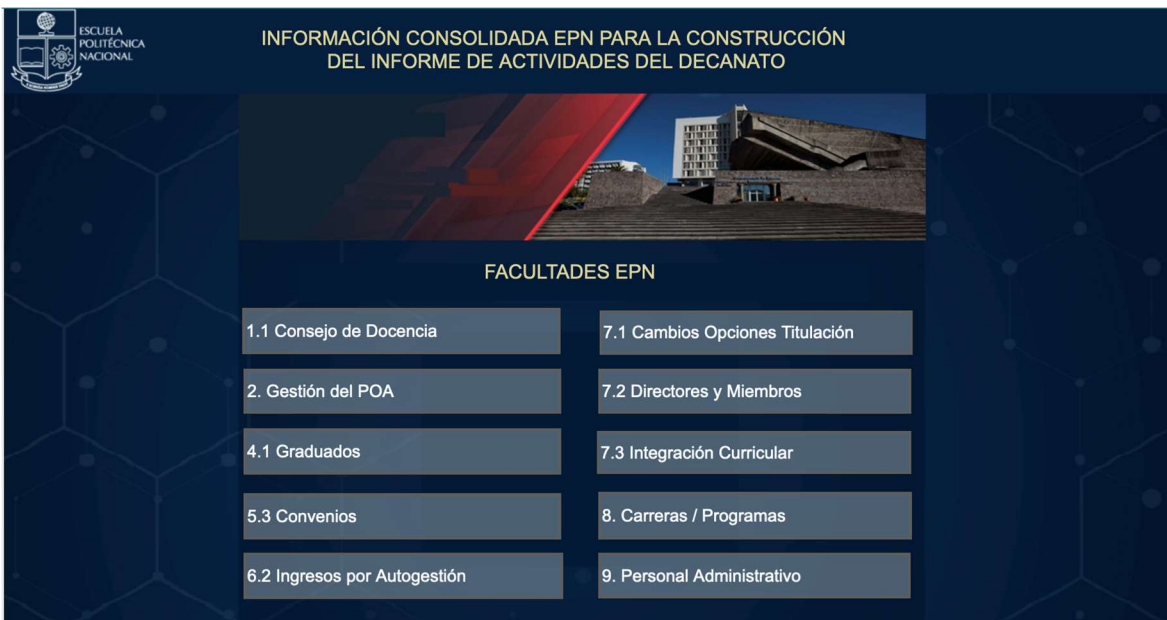 ESCUELA
POLITÉCNICA
NACIONAL
INFORMACIÓN CONSOLIDADA EPN PARA LA CONSTRUCCIÓN
DEL INFORME DE ACTIVIDADES DEL DECANATO
FACULTADES EPN
1.1 Consejo de Docencia
2. Gestión del POA
4.1 Graduados
5.3 Convenios
6.2 Ingresos por Autogestión
7.1 Cambios Opciones Titulación
7.2 Directores y Miembros
7.3 Integración Curricular
8. Carreras / Programas
9. Personal Administrativo